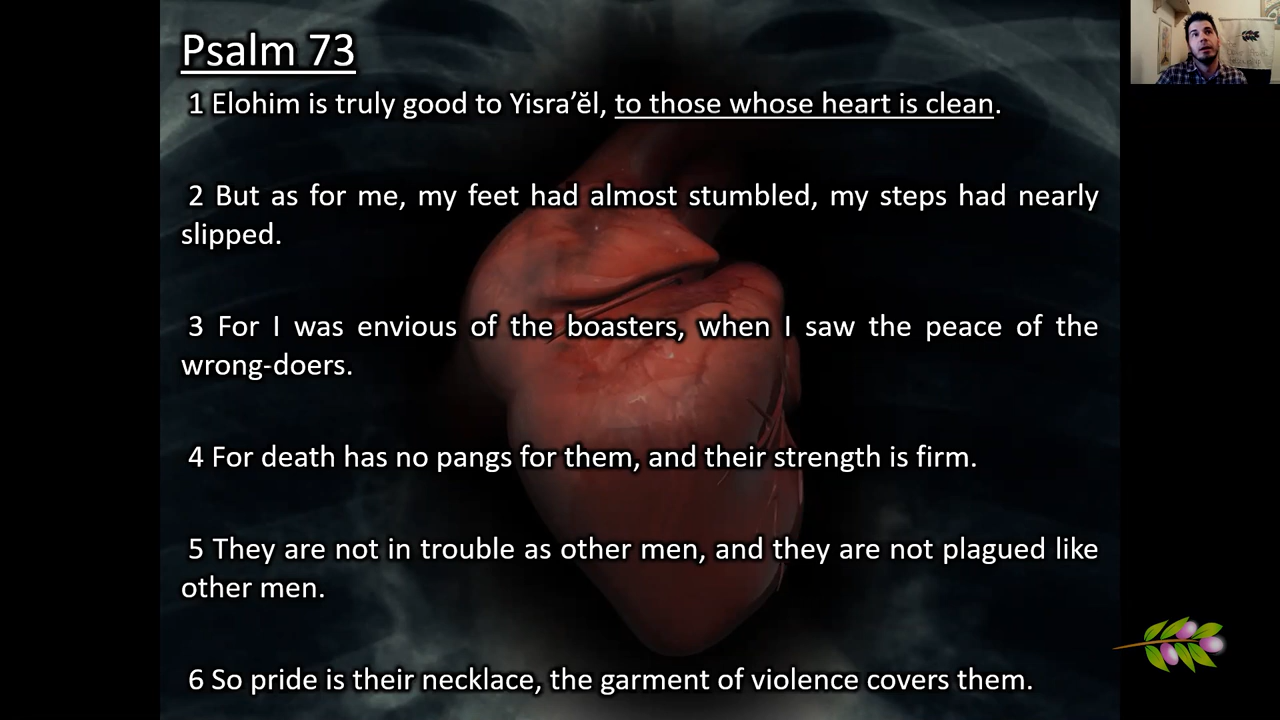 Psalm 73
1 Elohim is truly good to Yisra’ĕl, to those whose heart is clean.
2 But as for me, my feet had almost stumbled, my steps had nearly
slipped.
3 For I was envious of the boasters, when I saw the peace of the
wrong-doers.
4 For death has no pangs for them, and their strength is firm.
5 They are not in trouble as other men, and they are not plagued like
other men.
6 So pride is their necklace, the garment of violence covers them.